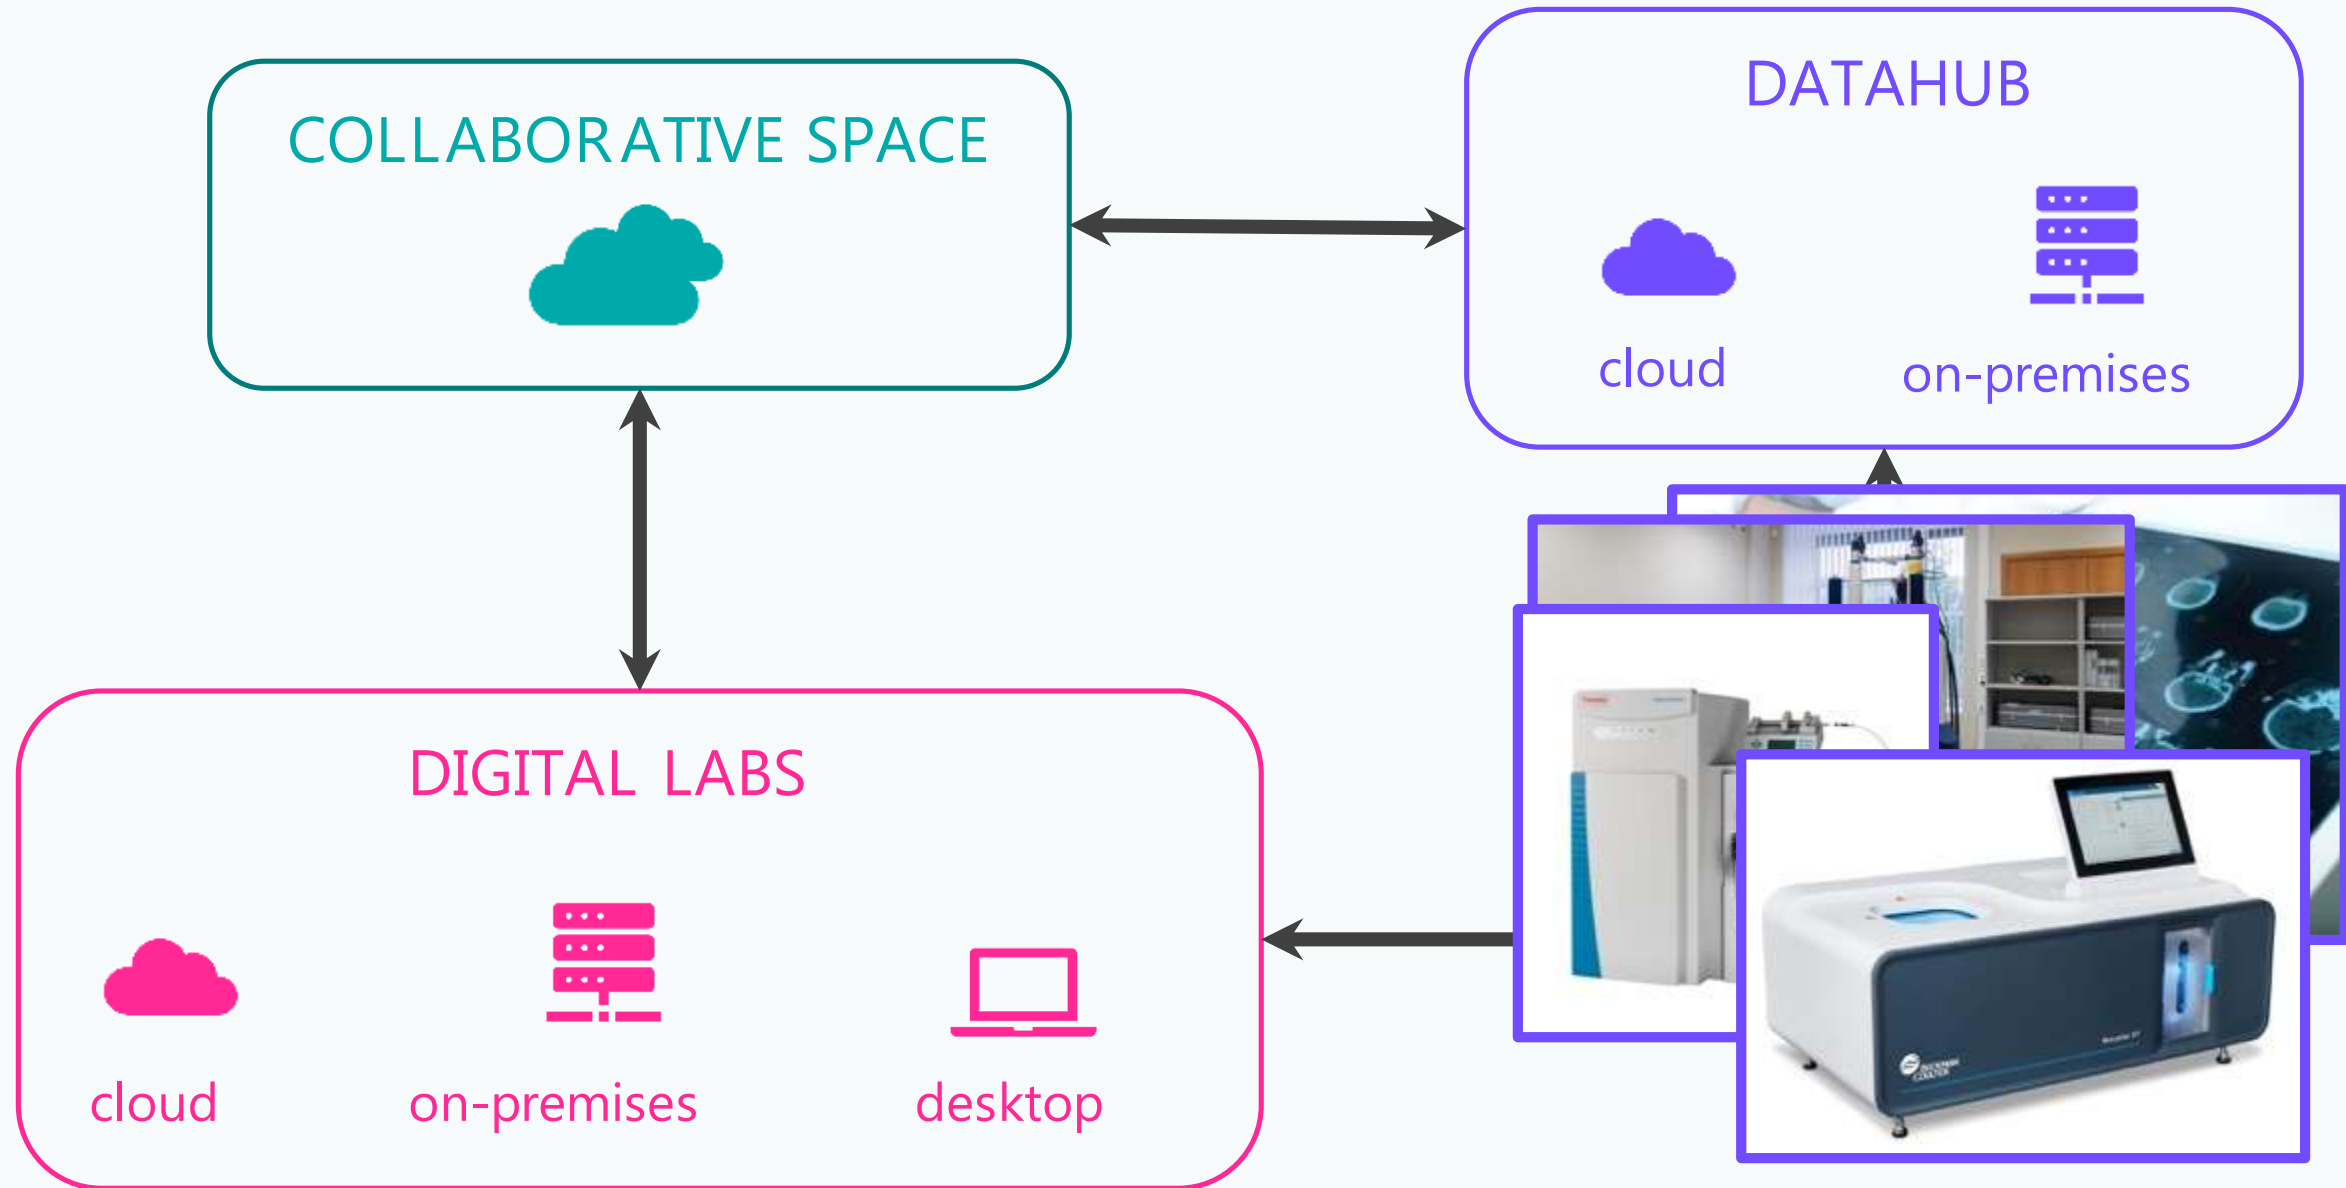 COLLABORATIVE SPACE
DATAHUB
cloud
on-premises
DIGITAL LABS
cloud
on-premises
desktop